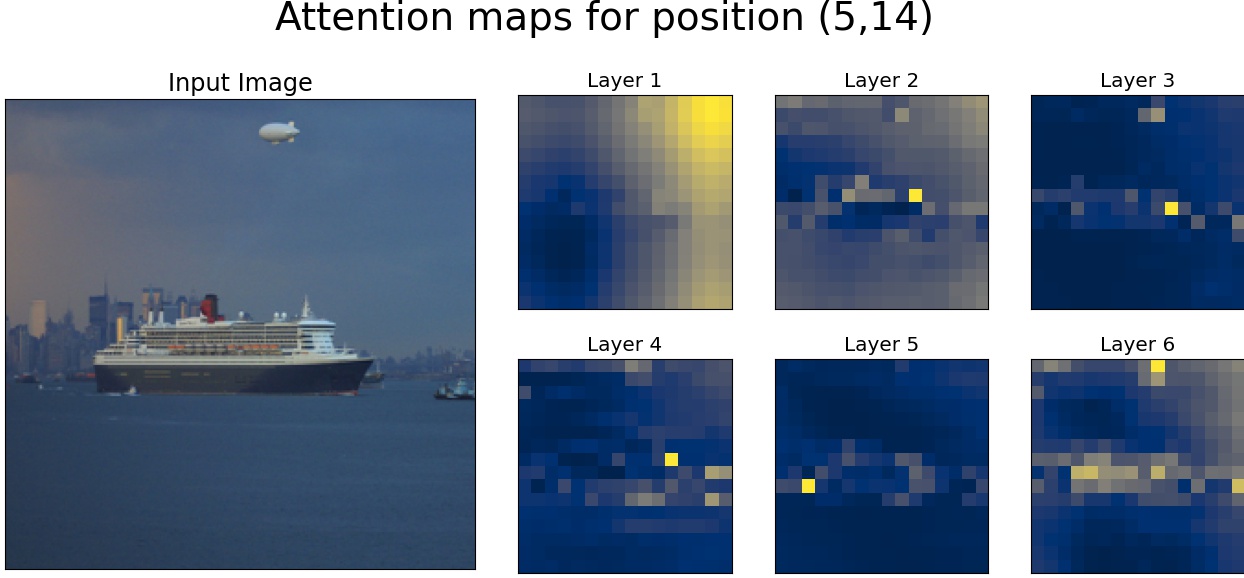 Attention maps for position (5,14)
Input Image
Layer 1
Layer 2
Layer 3
Layer 4
Layer 5
Layer 6